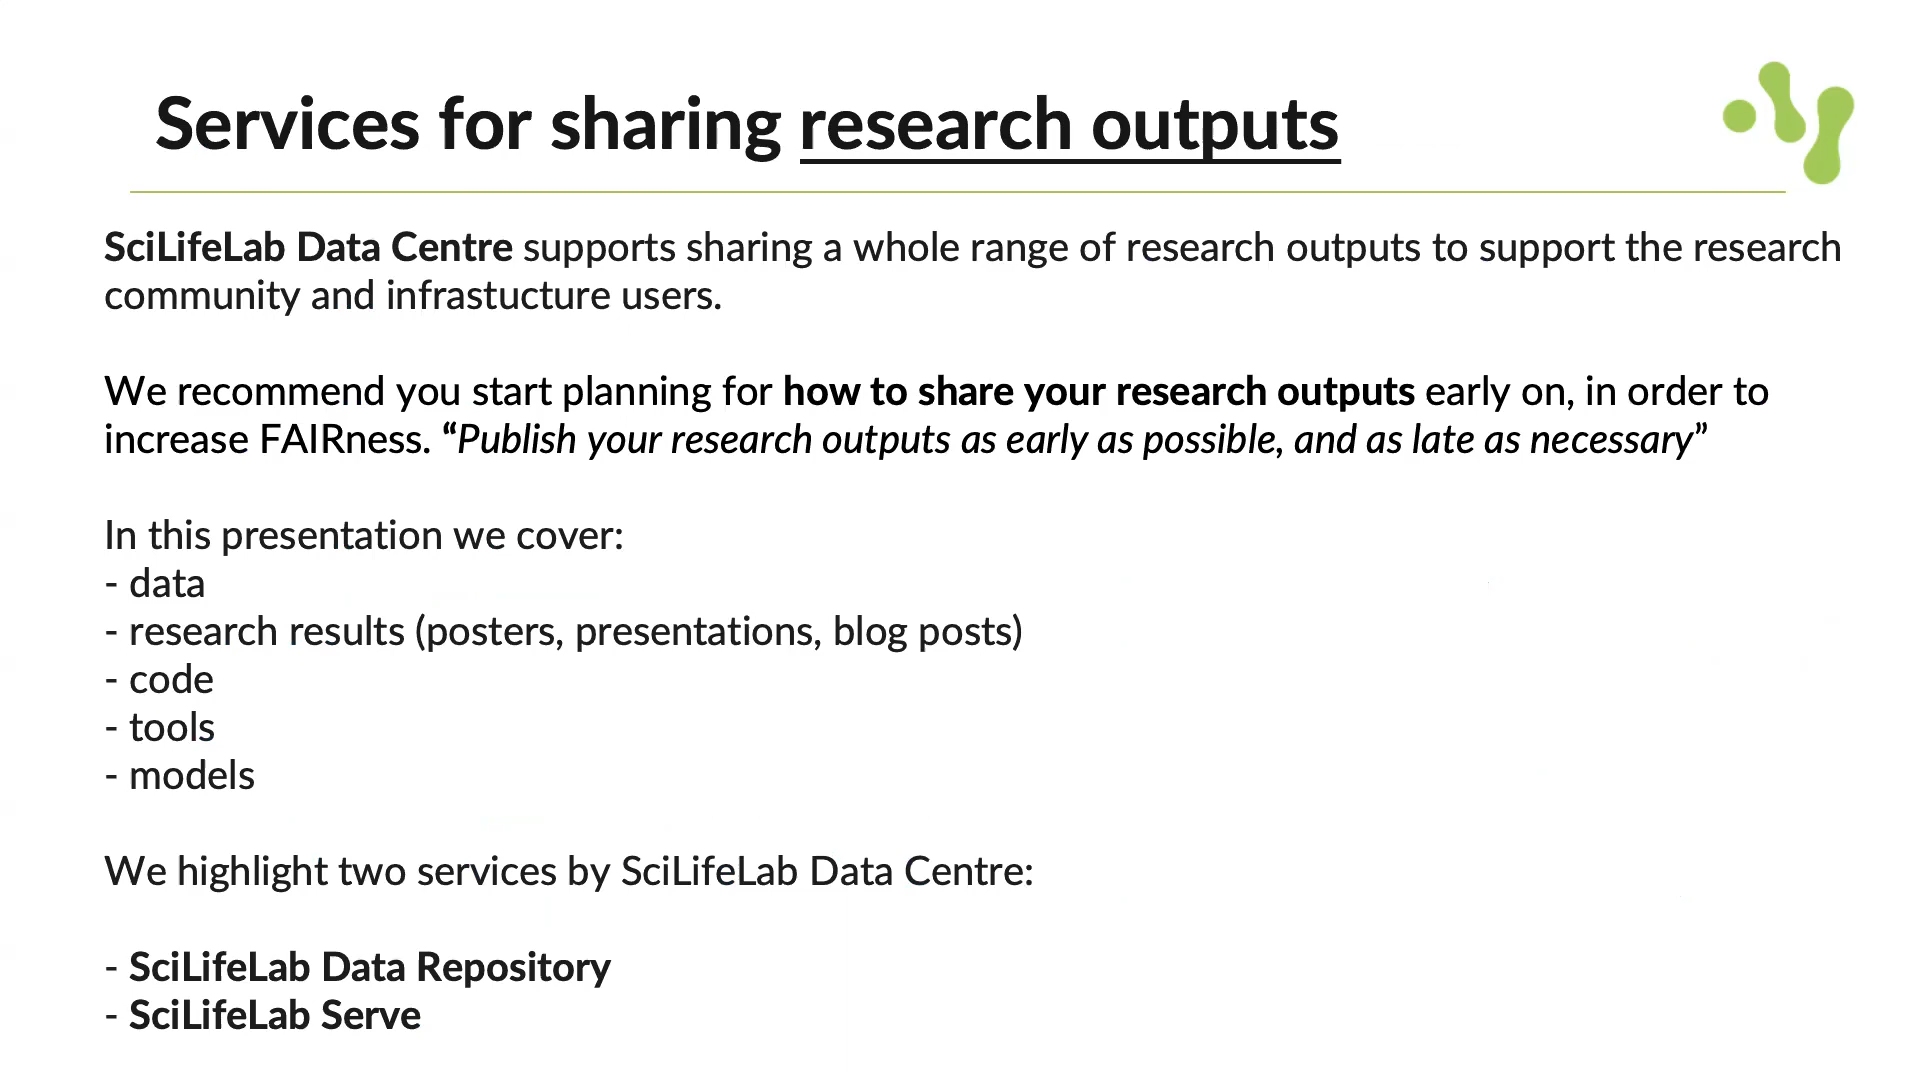 Services for sharing research outputs
SciLifeLab Data Centre supports sharing a whole range of research outputs to support the research
community and infrastucture users.
We recommend you start planning for how to share your research outputs early on, in order to
increase FAIRness. “Publish your research outputs as early as possible, and as late as necessary”
In this presentation we cover:
- data
- research results (posters, presentations, blog posts)
- code
- tools
- models
We highlight two services by SciLifeLab Data Centre:
- SciLifeLab Data Repository
- SciLifeLab Serve